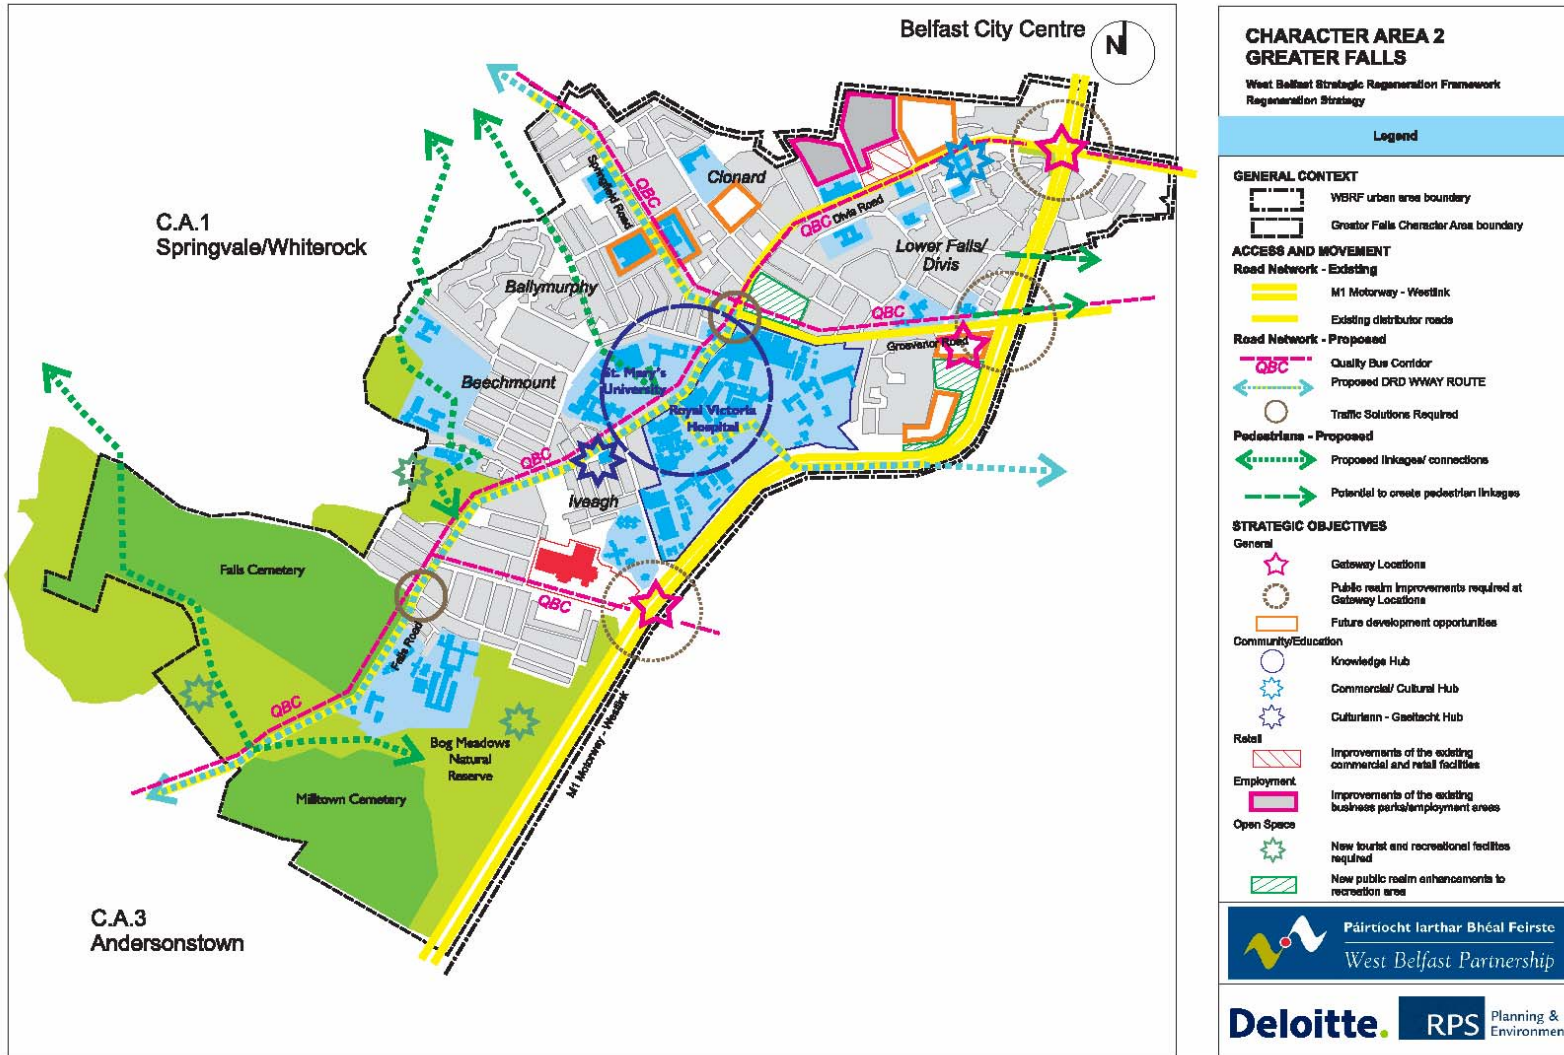 Belfast City Centre
N
C.A.1
Springvale/Whiterock
Springfield Road
QBC
Clonard
QBC
Divis Road
Lower Falls/
Divis
Ballymurphy
QBC
Grosvenor Road
Beechmount
St. Mary's
University
Royal Victoria
Hospital
QBC
Iveagh
Falls Cemetery
QBC
Falls Road
QBC
Bog Meadows
Natural
Reserve
M1 Motorway - Westlink
Milltown Cemetery
C.A.3
Andersonstown
CHARACTER AREA 2
GREATER FALLS
West Belfast Strategic Regeneration Framework
Regeneration Strategy
Legend
GENERAL CONTEXT
WBRF urban area boundary
Greater Falls Character Area boundary
ACCESS AND MOVEMENT
Road Network - Existing
M1 Motorway - Westlink
Existing distributor roads
Road Network - Proposed
QBC Quality Bus Corridor
Proposed DRD WWAY ROUTE
Traffic Solutions Required
Pedestrians - Proposed
Proposed linkages/ connections
Potential to create pedestrian linkages
STRATEGIC OBJECTIVES
General
Gateway Locations
Public realm improvements required at
Gateway Locations
Future development opportunities
Community/Education
Knowledge Hub
Commercial/ Cultural Hub
Culturlann - Gaeltacht Hub
Retail
Improvements of the existing
commercial and retail facilities
Employment
Improvements of the existing
business parks/employment areas
Open Space
New tourist and recreational facilites
required
New public realm enhancements to
recreation area
Páirtíocht Iarthar Bhéal Feirste
West Belfast Partnership
Deloitte.
RPS
Planning &
Environmen